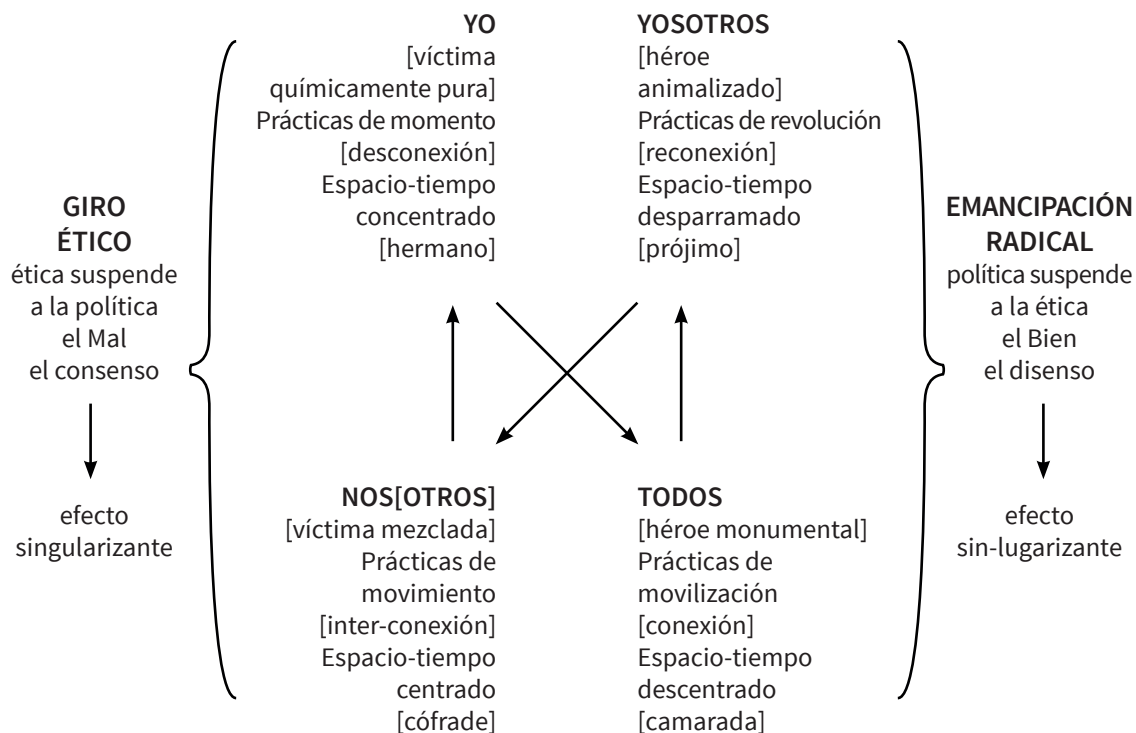 YO
[víctima
químicamente pura]
Prácticas de momento
[desconexión]
Espacio-tiempo
concentrado
[hermano]
YOSOTROS
[héroe
animalizado]
Prácticas de revolución
[reconexión]
Espacio-tiempo
desparramado
[prójimo]
GIRO
ÉTICO
ética suspende
a la política
el Mal
el consenso
efecto
singularizante
EMANCIPACIÓN
RADICAL
política suspende
a la ética
el Bien
el disenso
efecto
sin-lugarizante
NOS[OTROS]
[víctima mezclada]
Prácticas de
movimiento
[inter-conexión]
Espacio-tiempo
centrado
[cófrade]
TODOS
[héroe monumental]
Prácticas de
movilización
[conexión]
Espacio-tiempo
descentrado
[camarada]